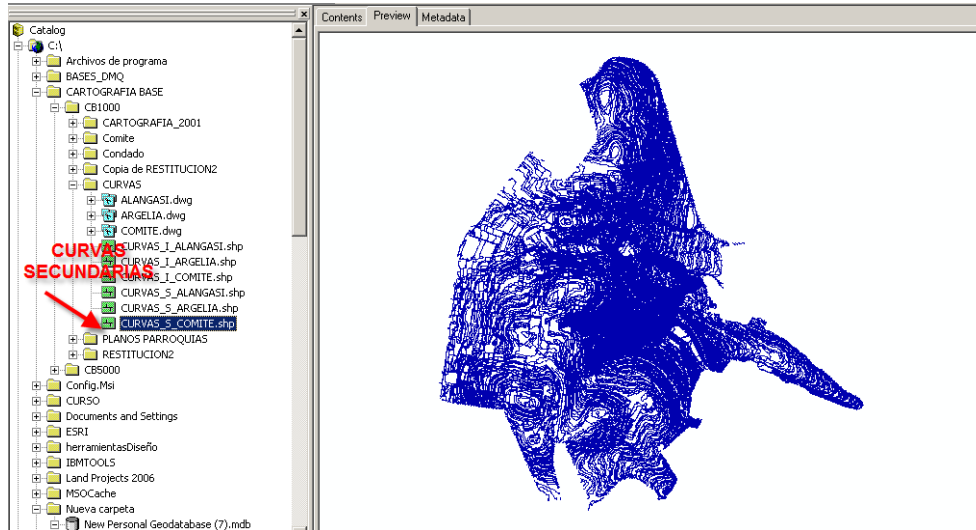 Contents Preview Metadata
Catalog
C:\
Archivos de programa
BASES_DMQ
CARTOGRAFIA BASE
CB1000
CARTOGRAFIA_2001
Comite
Condado
Copia de RESTITUCION2
CURVAS
ALANGASI.dwg
ARGELIA.dwg
COMITE.dwg
CURVAS_I_ALANGASI.shp
CURVAS_I_ARGELIA.shp
CURVAS_I_COMITE.shp
CURVAS_S_ALANGASI.shp
CURVAS_S_ARGELIA.shp
CURVAS_S_COMITE.shp
CURVAS
SECUNDARIAS
PLANOS PARROQUIAS
RESTITUCION2
CB5000
Config.Msi
CURSO
Documents and Settings
ESRI
herramientasDiseño
IBMTOOLS
Land Projects 2006
MSOCache
Nueva carpeta
New Personal Geodatabase (7).mdb